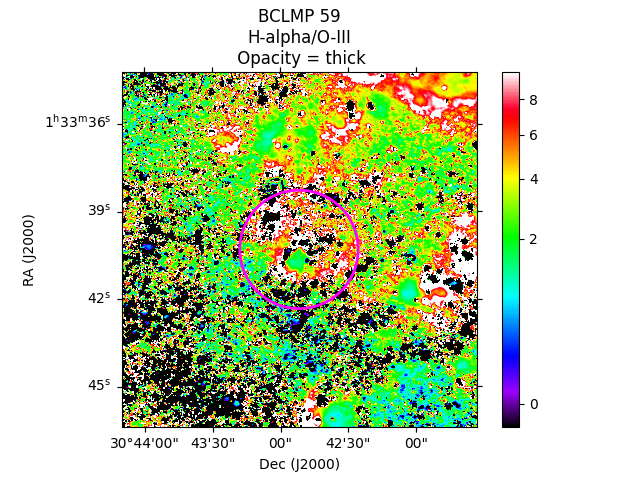 BCLMP 59
H-alpha/O-III
Opacity = thick
1h33m36s
39s
42s
45s
30°44'00"
43'30"
00"
42'30"
00"
Dec (J2000)
RA (J2000)
8
6
4
2
0